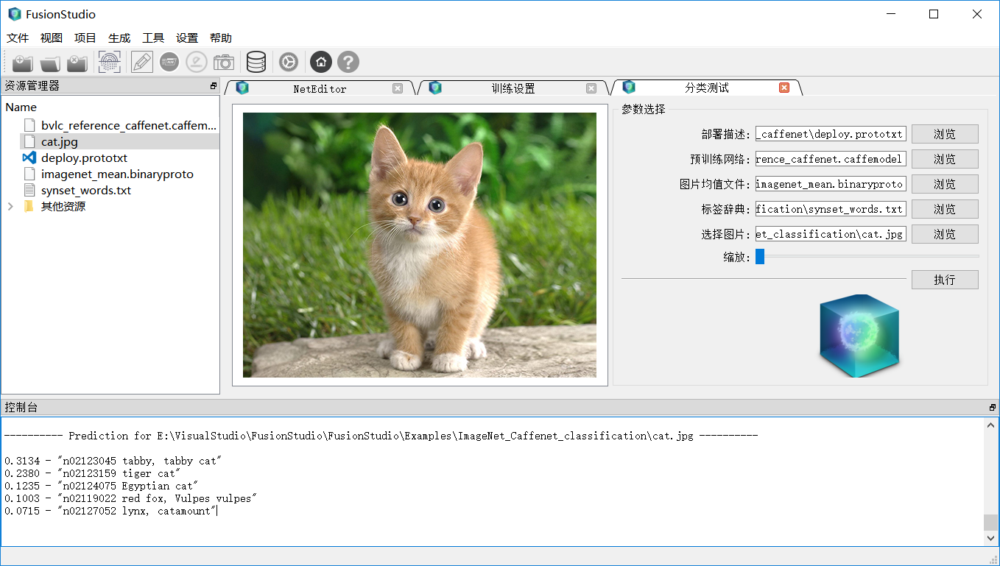 FusionStudio
文件 视图 项目 生成 工具 设置 帮助
资源管理器
Name
bvlc_reference_caffenet.caffem...
cat.jpg
deploy.prototxt
imagenet_mean.binaryproto
synset_words.txt
其他资源
NetEditor 训练设置 分类测试
参数选择
部署描述: _caffenet\deploy.prototxt 浏览
预训练网络: rence_caffenet.caffemodel 浏览
图片均值文件: imagenet_mean.binaryproto 浏览
标签辞典: fication\synset_words.txt 浏览
选择图片: et_classification\cat.jpg 浏览
缩放:
执行
控制台
---------- Prediction for E:\VisualStudio\FusionStudio\FusionStudio\Examples\ImageNet_Caffenet_classification\cat.jpg ----------
0.3134 - "n02123045 tabby, tabby cat"
0.2380 - "n02123159 tiger cat"
0.1235 - "n02124075 Egyptian cat"
0.1003 - "n02119022 red fox, Vulpes vulpes"
0.0715 - "n02127052 lynx, catamount"